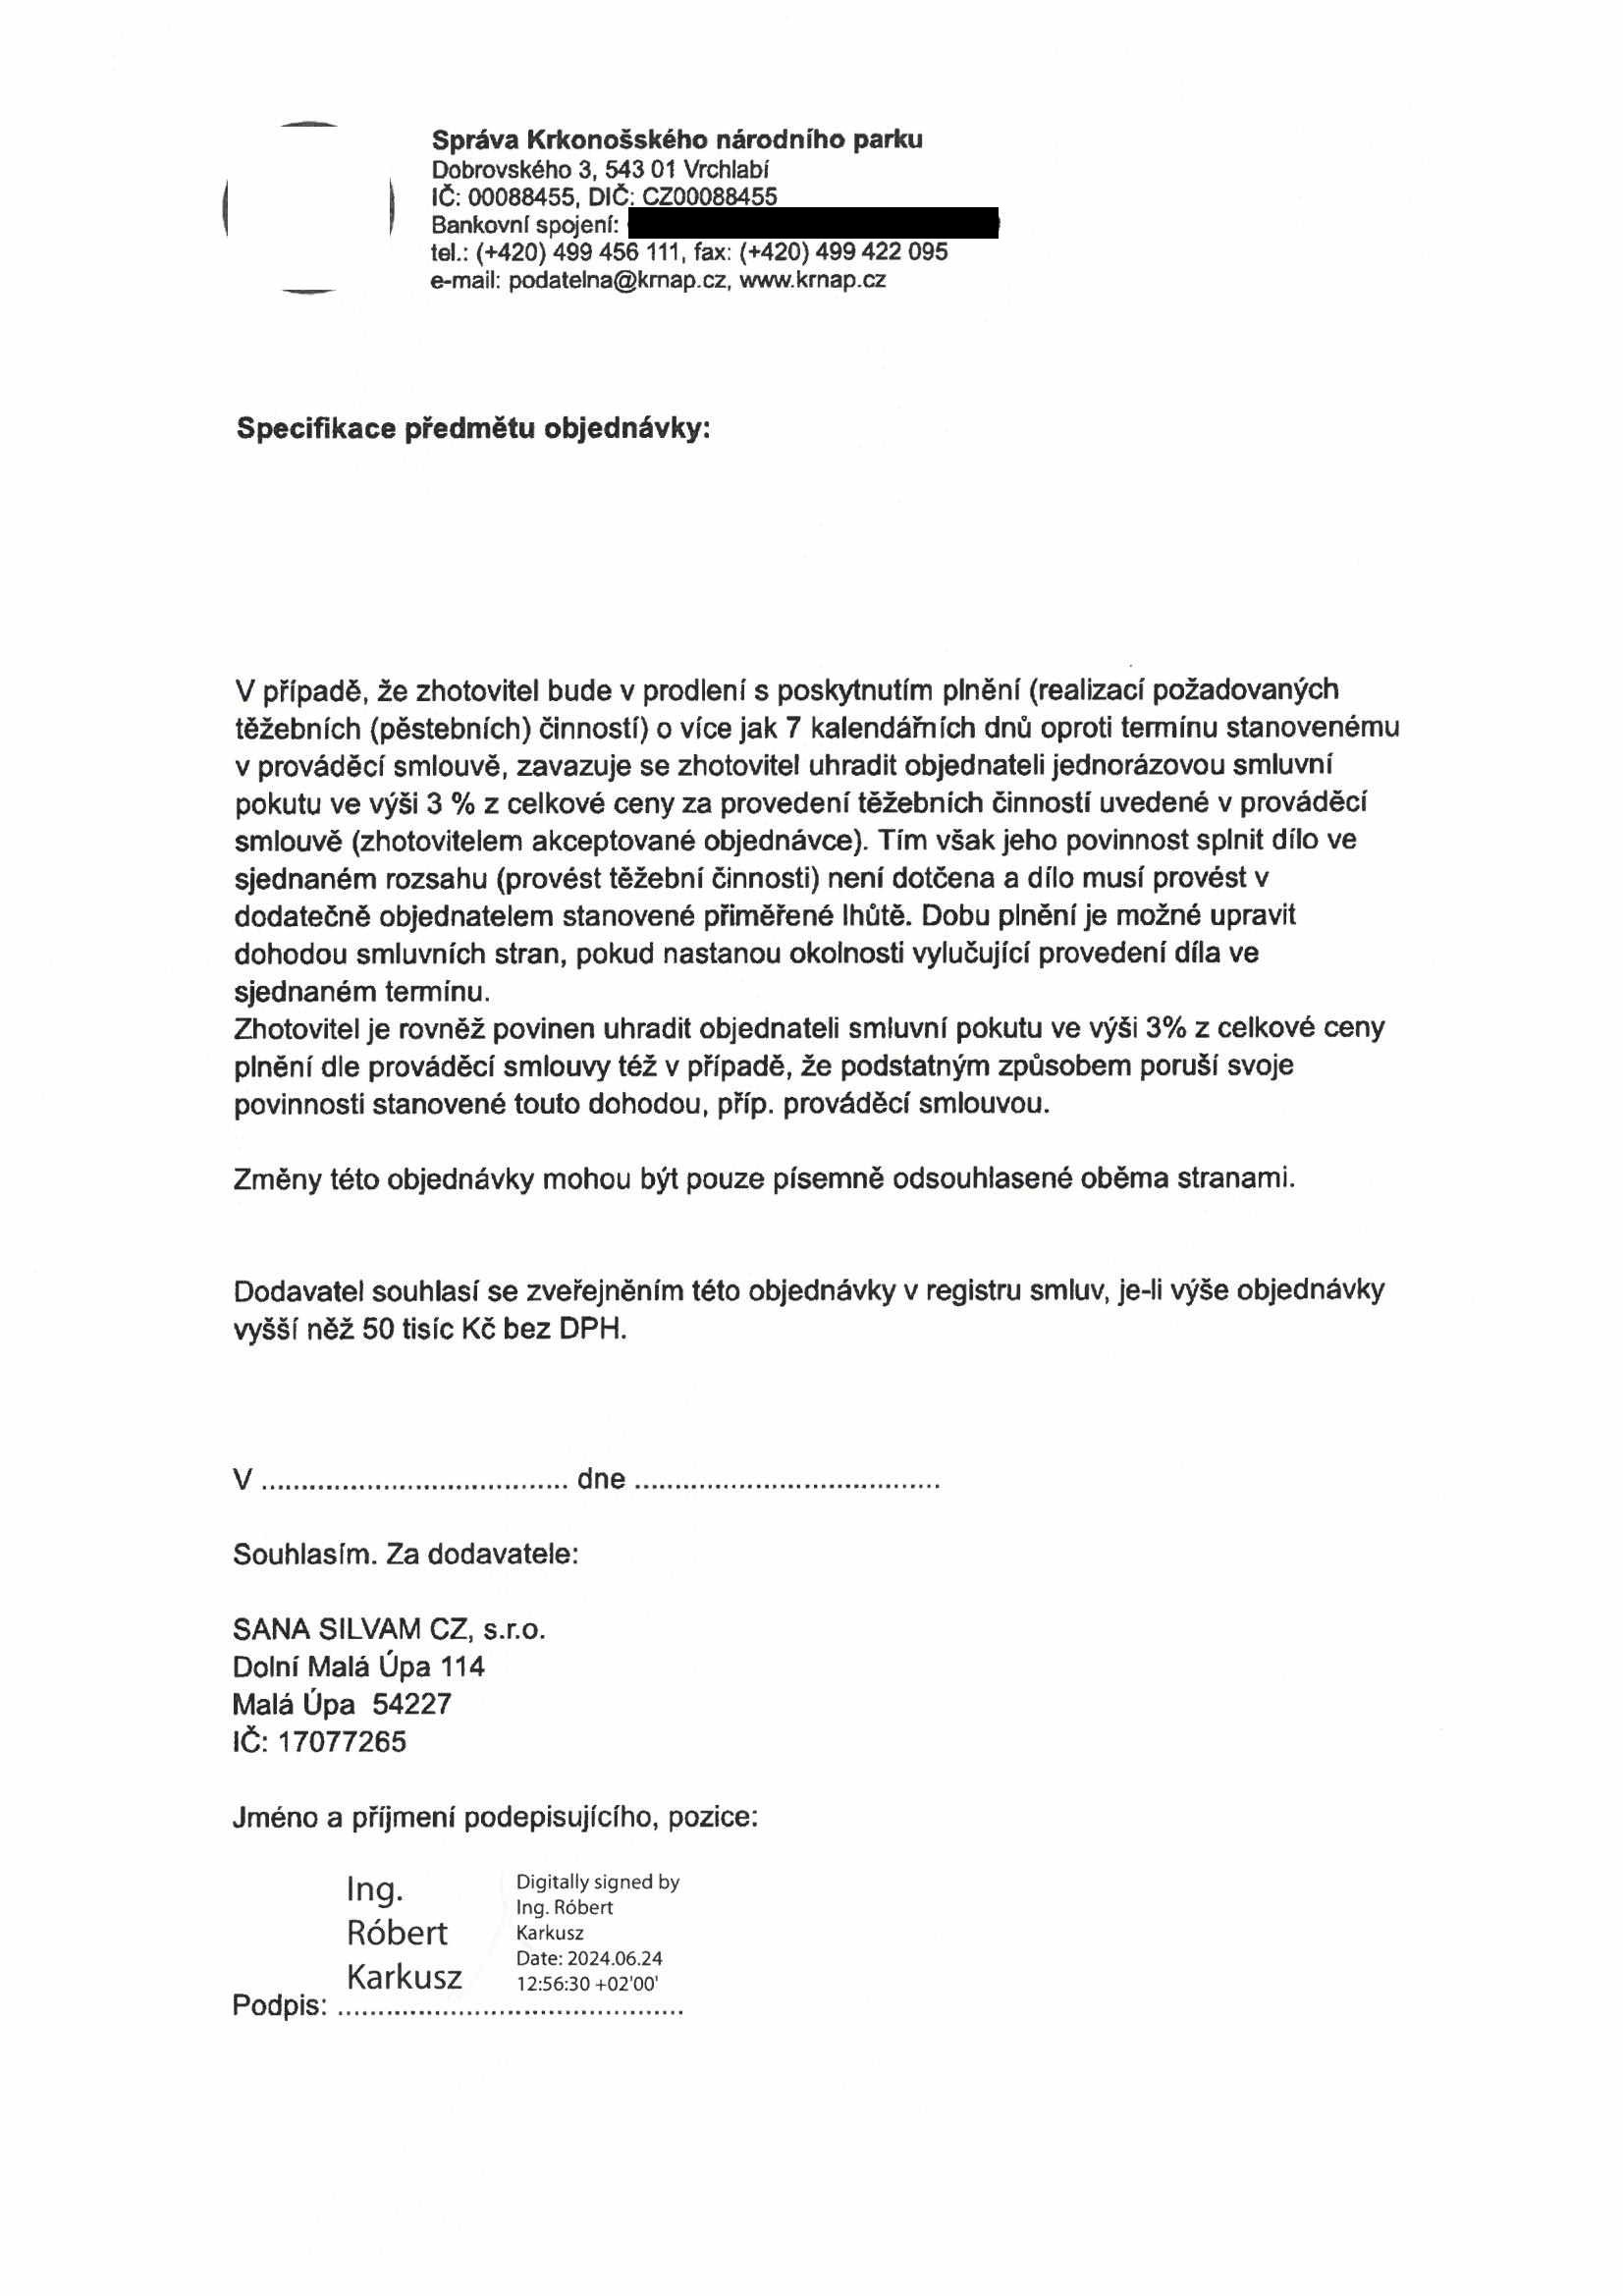 Správa Krkonošského národního parku
Dobrovského 3, 543 01 Vrchlabí
IČ: 00088455, DIČ: CZ00088455
Bankovní spojení:
tel.: (+420) 499 456 111, fax: (+420) 499 422 095
e-mail: podatelna@krnap.cz, www.krnap.cz
Specifikace předmětu objednávky:
V případě, že zhotovitel bude v prodlení s poskytnutím plnění (realizací požadovaných
těžebních (pěstebních) činností) o více jak 7 kalendářních dnů oproti termínu stanovenému
v prováděcí smlouvě, zavazuje se zhotovitel uhradit objednateli jednorázovou smluvní
pokutu ve výši 3 % z celkové ceny za provedení těžebních činností uvedené v prováděcí
smlouvě (zhotovitelem akceptované objednávce). Tím však jeho povinnost splnit dílo ve
sjednaném rozsahu (provést těžební činnosti) není dotčena a dílo musí provést v
dodatečně objednatelem stanovené přiměřené lhůtě. Dobu plnění je možné upravit
dohodou smluvních stran, pokud nastanou okolnosti vylučující provedení díla ve
sjednaném termínu.
Zhotovitel je rovněž povinen uhradit objednateli smluvní pokutu ve výši 3% z celkové ceny
plnění dle prováděcí smlouvy též v případě, že podstatným způsobem poruší svoje
povinnosti stanovené touto dohodou, příp. prováděcí smlouvou.
Změny této objednávky mohou být pouze písemně odsouhlasené oběma stranami.
Dodavatel souhlasí se zveřejněním této objednávky v registru smluv, je-li výše objednávky
vyšší něž 50 tisíc Kč bez DPH.
V ...................................... dne ......................................
Souhlasím. Za dodavatele:
SANA SILVAM CZ, s.r.o.
Dolní Malá Úpa 114
Malá Úpa 54227
IČ: 17077265
Jméno a příjmení podepisujícího, pozice:
Ing.
Róbert
Karkusz
Digitally signed by
Ing. Róbert
Karkusz
Date: 2024.06.24
12:56:30 +02'00'
Podpis: ...........................................